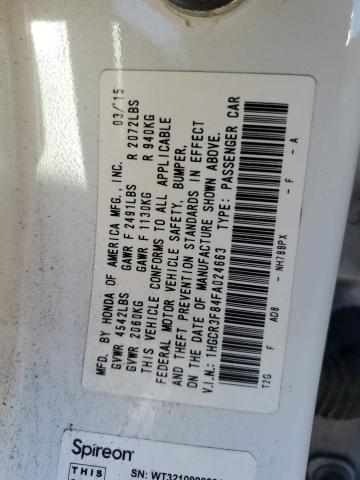 MFD. BY HONDA OF AMERICA MFG., INC. 03/'15
GVWR 4542LBS GAWR F 2491LBS R 2072LBS
GVWR 2060KG GAWR F 1130KG R 940KG
THIS VEHICLE CONFORMS TO ALL APPLICABLE
FEDERAL MOTOR VEHICLE SAFETY, BUMPER,
AND THEFT PREVENTION STANDARDS IN EFFECT
ON THE DATE OF MANUFACTURE SHOWN ABOVE.
V.I.N.: 1HGCR3F84FA024663 TYPE: PASSENGER CAR
T2G F AD8 - NH788PX - F - A
Spireon
THIS
SN: